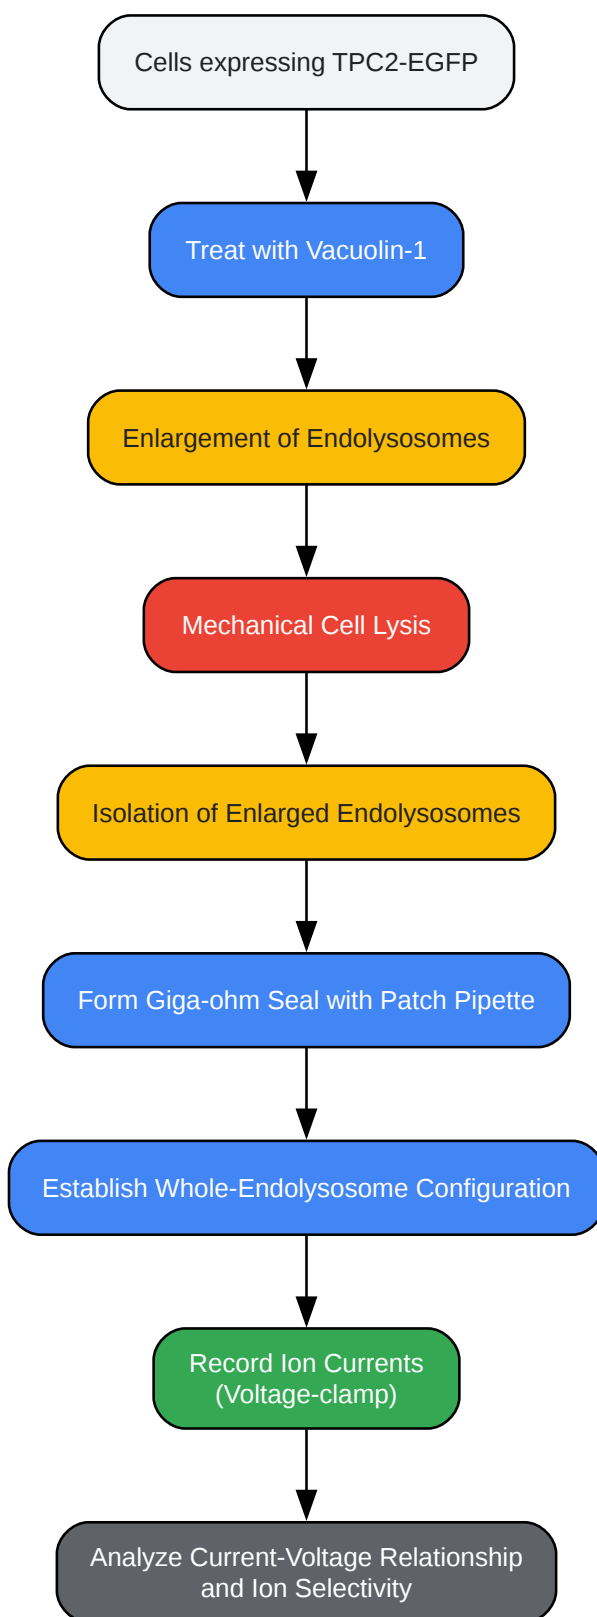 Cells expressing TPC2-EGFP
Treat with Vacuolin-1
Enlargement of Endolysosomes
Mechanical Cell Lysis
Isolation of Enlarged Endolysosomes
Form Giga-ohm Seal with Patch Pipette
Establish Whole-Endolysosome Configuration
Record Ion Currents
(Voltage-clamp)
Analyze Current-Voltage Relationship
and Ion Selectivity